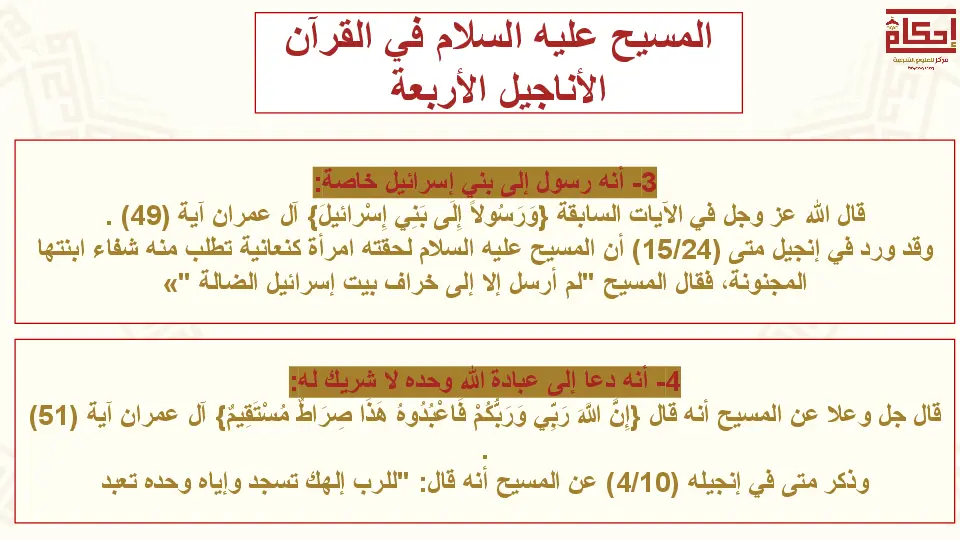 إحكام
مركز للعلوم الشرعية
المسيح عليه السلام في القرآن
الأناجيل الأربعة
3- أنه رسول إلى بني إسرائيل خاصة:
قال الله عز وجل في الآيات السابقة {وَرَسُولاً إِلَى بَنِي إِسْرائيلَ} آل عمران آية (49) .
وقد ورد في إنجيل متى (15/24) أن المسيح عليه السلام لحقته امرأة كنعانية تطلب منه شفاء ابنتها
المجنونة، فقال المسيح "لم أرسل إلا إلى خراف بيت إسرائيل الضالة "»
4- أنه دعا إلى عبادة الله وحده لا شريك له:
قال جل وعلا عن المسيح أنه قال {إِنَّ اللَّهَ رَبِّي وَرَبُّكُمْ فَاعْبُدُوهُ هَذَا صِرَاطٌ مُسْتَقِيمٌ} آل عمران آية (51)
.
وذكر متى في إنجيله (4/10) عن المسيح أنه قال: "للرب إلهك تسجد وإياه وحده تعبد